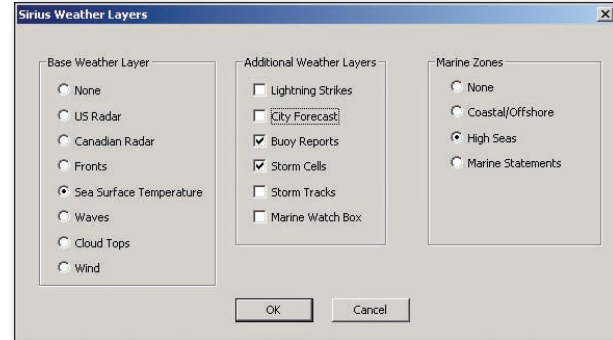 Sirius Weather Layers
Base Weather Layer
None
US Radar
Canadian Radar
Fronts
Sea Surface Temperature
Waves
Cloud Tops
Wind
Additional Weather Layers
Lightning Strikes
City Forecast
Buoy Reports
Storm Cells
Storm Tracks
Marine Watch Box
Marine Zones
None
Coastal/Offshore
High Seas
Marine Statements
OK
Cancel